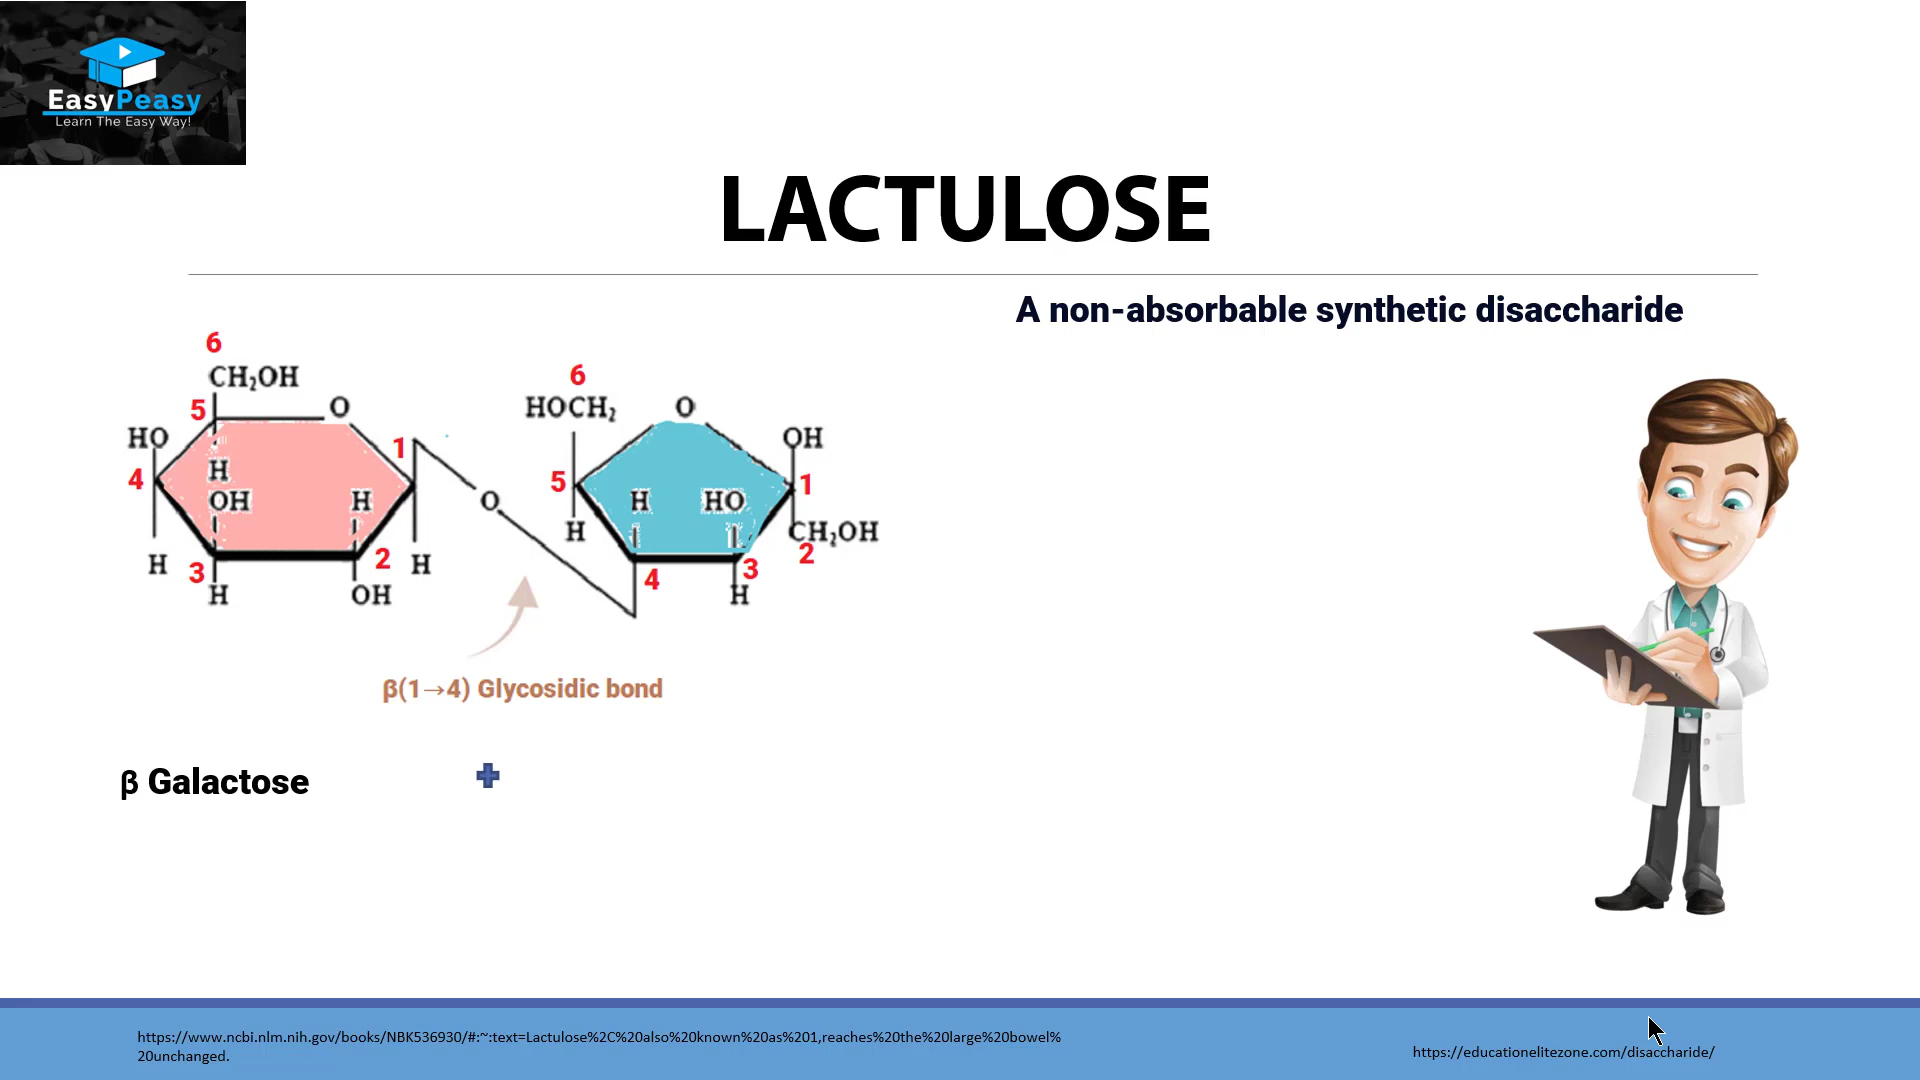 EasyPeasy
Learn The Easy Way!
LACTULOSE
A non-absorbable synthetic disaccharide
6
CH₂OH
5
O
HO
4
H
OH
H
1
H
3
H
2
OH
H
O
6
HOCH₂
O
OH
5
H
HO
1
H
CH₂OH
2
4
3
H
β(1→4) Glycosidic bond
β Galactose
https://www.ncbi.nlm.nih.gov/books/NBK536930/#:~:text=Lactulose%2C%20also%20known%20as%201,reaches%20the%20large%20bowel%
20unchanged.
https://educationelitezone.com/disaccharide/